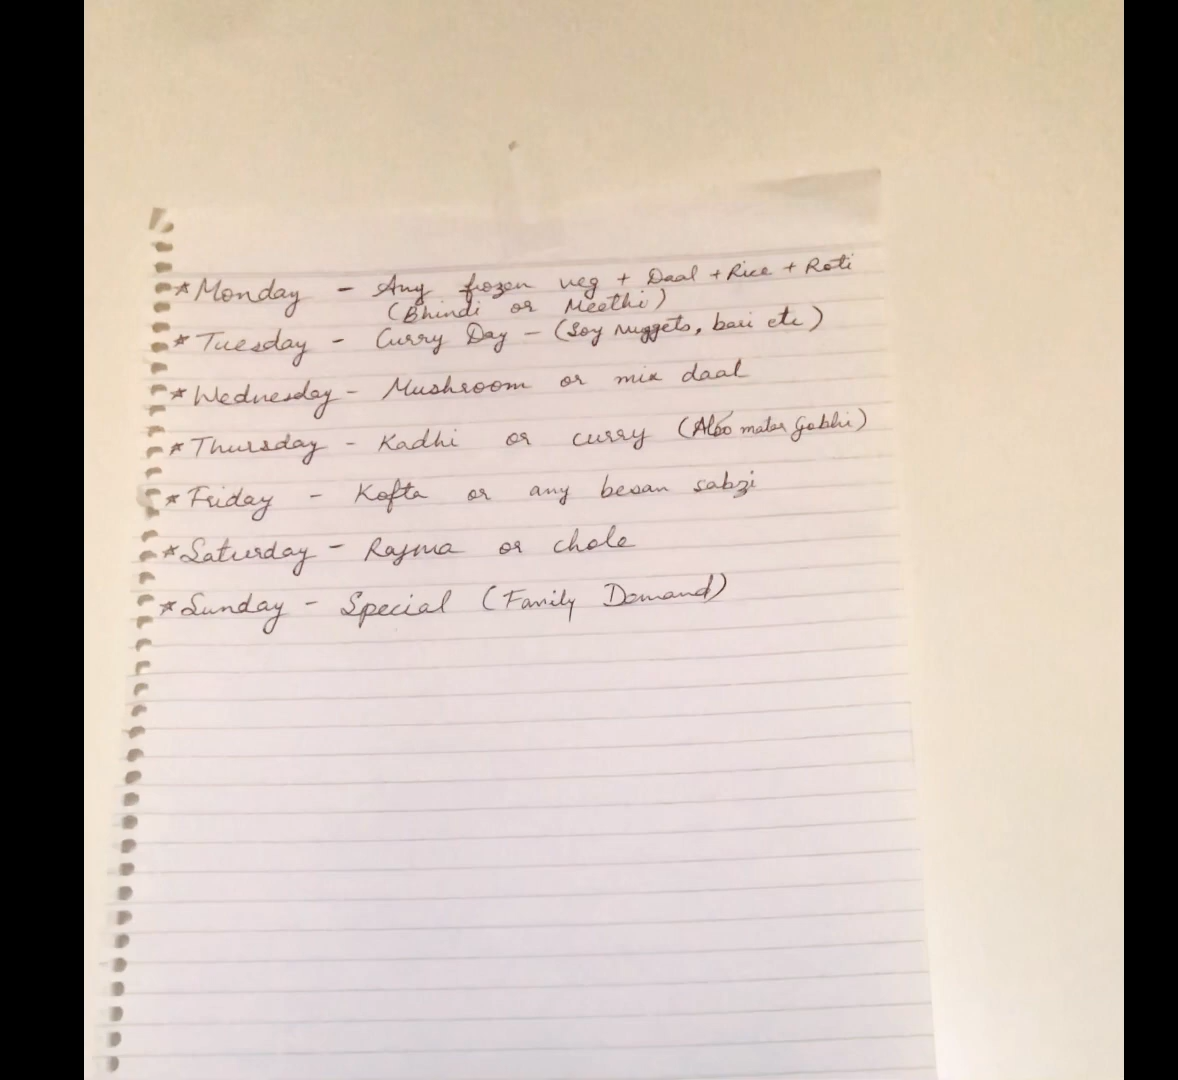 * Monday - Any frozen veg + Daal + Rice + Roti
(Bhindi or Meethi)
* Tuesday - Curry Day - (Soy Nuggets, bari etc)
* Wednesday - Mushroom or mix daal
* Thursday - Kadhi or curry (Also matar Gobhi)
* Friday - Kofta or any besan sabzi
* Saturday - Rajma or chole
* Sunday - Special (Family Demand)